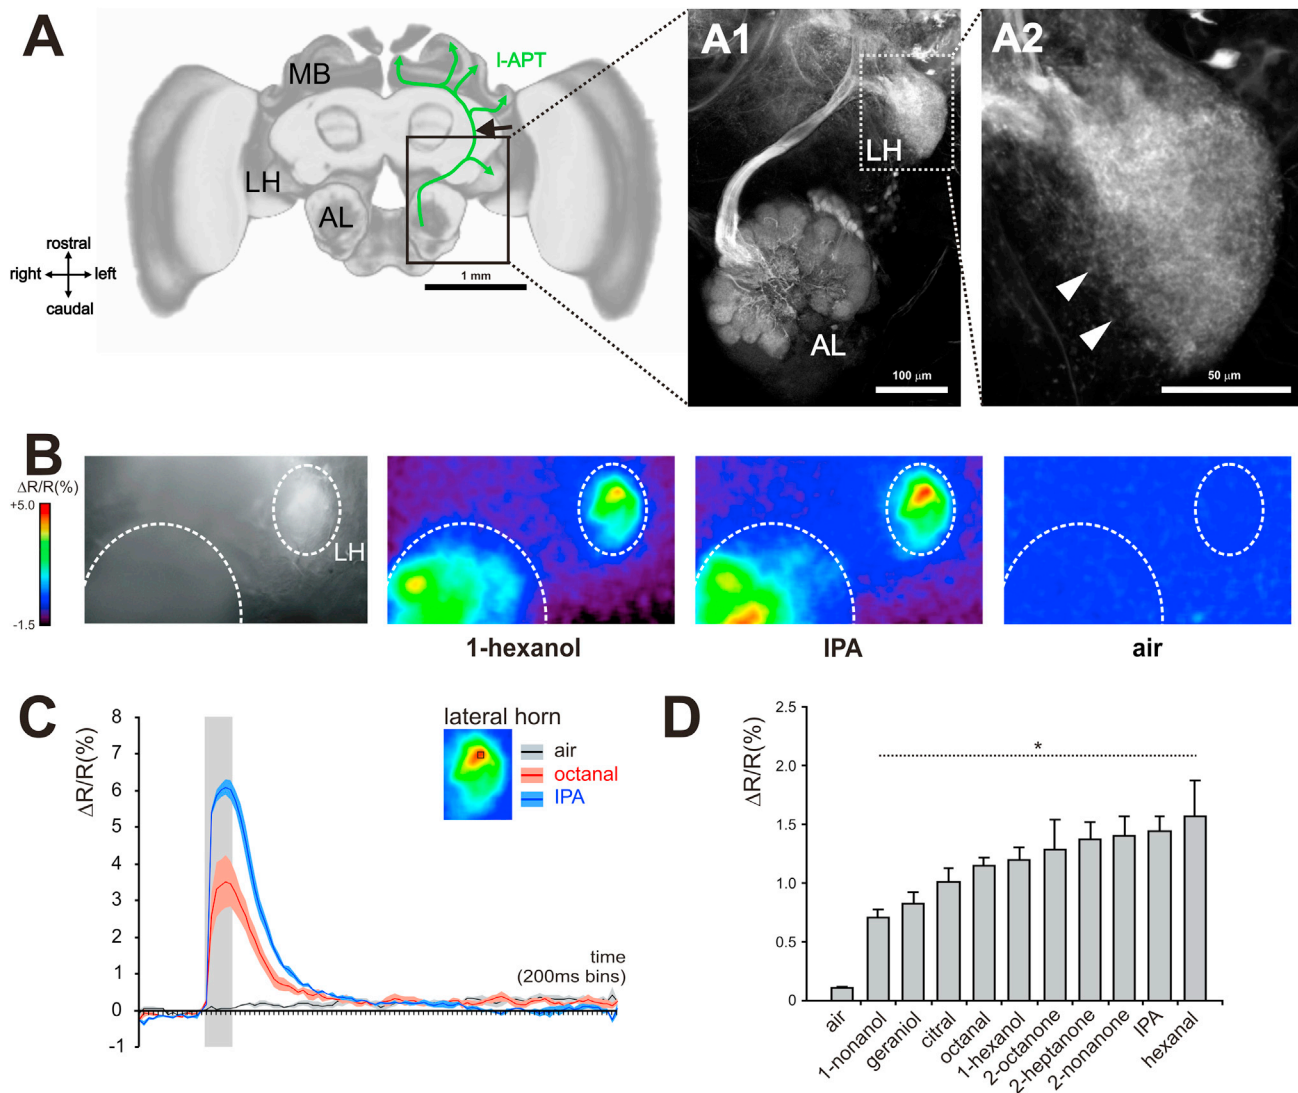 A
MB
l-APT
LH
AL
rostral
right left
caudal
1 mm
A1
LH
AL
100 μm
A2
50 μm
B
ΔR/R(%)
+5.0
-1.5
LH
1-hexanol
IPA
air
C
ΔR/R(%)
8
7
6
5
4
3
2
1
0
-1
lateral horn
air
octanal
IPA
time
(200ms bins)
D
ΔR/R(%)
2.5
2.0
1.5
1.0
0.5
0
*
air
1-nonanol
geraniol
citral
octanal
1-hexanol
2-octanone
2-heptanone
2-nonanone
IPA
hexanal